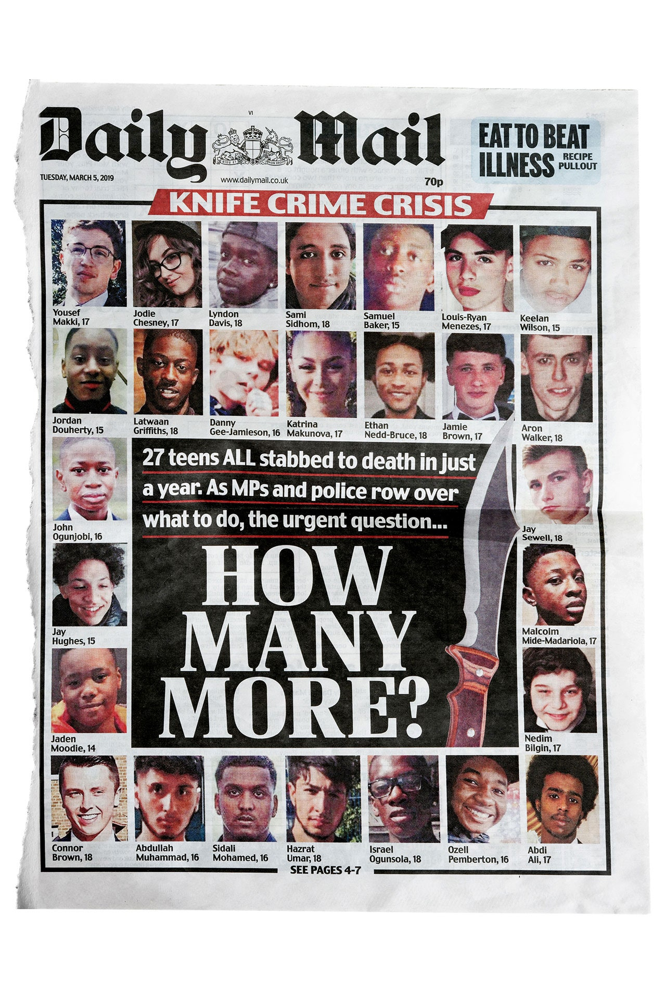 VI
Daily Mail
DIEU ET MON DROIT
TUESDAY, MARCH 5, 2019
www.dailymail.co.uk
70p
EAT TO BEAT
ILLNESS
RECIPE
PULLOUT
KNIFE CRIME CRISIS
Yousef
Makki, 17
Jodie
Chesney, 17
Lyndon
Davis, 18
Sami
Sidhom, 18
Samuel
Baker, 15
Louis-Ryan
Menezes, 17
Keelan
Wilson, 15
Jordan
Douherty, 15
Latwaan
Griffiths, 18
Danny
Gee-Jamieson, 16
Katrina
Makunova, 17
Ethan
Nedd-Bruce, 18
Jamie
Brown, 17
Aron
Walker, 18
27 teens ALL stabbed to death in just
a year. As MPs and police row over
what to do, the urgent question...
HOW
MANY
MORE?
John
Ogunjobi, 16
Jay
Sewell, 18
Jay
Hughes, 15
Malcolm
Mide-Madariola, 17
Jaden
Moodie, 14
Nedim
Bilgin, 17
Connor
Brown, 18
Abdullah
Muhammad, 16
Sidali
Mohamed, 16
Hazrat
Umar, 18
Israel
Ogunsola, 18
Ozell
Pemberton, 16
Abdi
Ali, 17
SEE PAGES 4-7